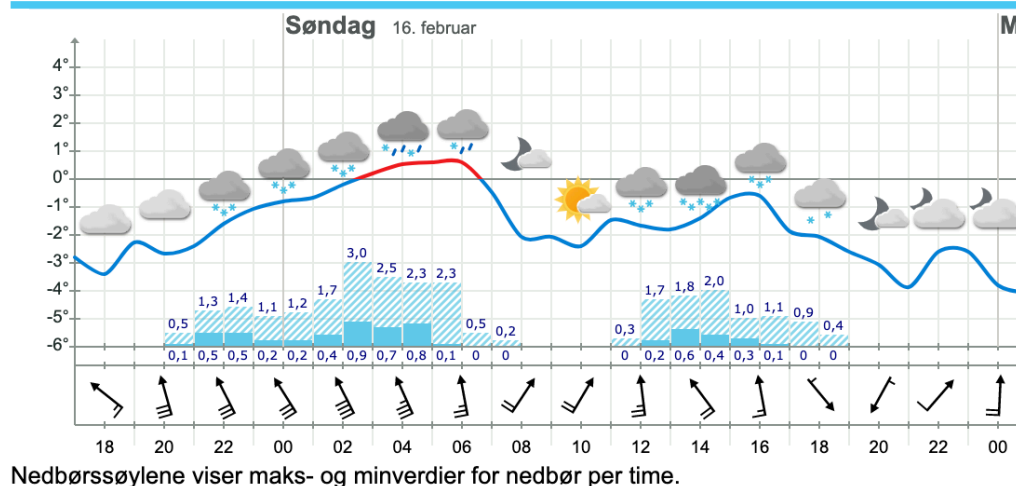 Søndag 16. februar M
4°
3°
2°
1°
0°
-1°
-2°
-3°
-4°
-5°
-6°
0,5 1,3 1,4 1,1 1,2 1,7 3,0 2,5 2,3 2,3 0,5 0,2 0,3 1,7 1,8 2,0 1,0 1,1 0,9 0,4
0,1 0,5 0,5 0,2 0,2 0,4 0,9 0,7 0,8 0,1 0 0 0 0,2 0,6 0,4 0,3 0,1 0 0
18 20 22 00 02 04 06 08 10 12 14 16 18 20 22 00
Nedbørssøylene viser maks- og minverdier for nedbør per time.